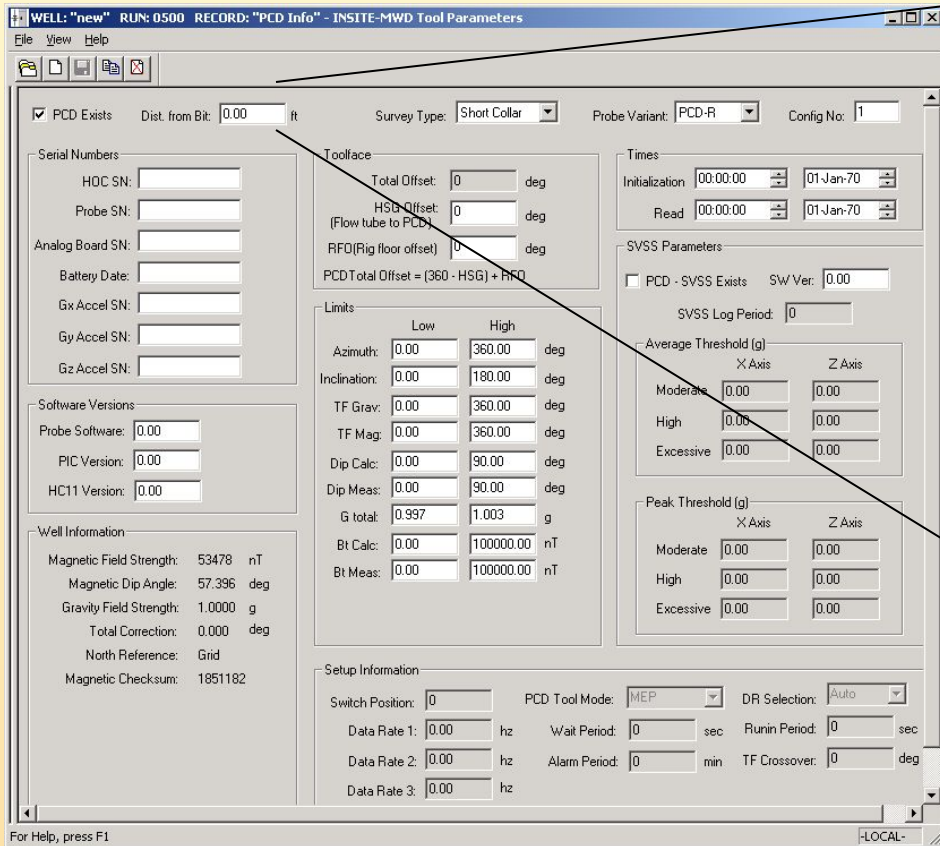 WELL: "new" RUN: 0500 RECORD: "PCD Info" - INSITE-MWD Tool Parameters
File View Help
PCD Exists Dist. from Bit: 0.00 ft Survey Type: Short Collar Probe Variant: PCD-R Config No: 1
Serial Numbers
HOC SN:
Probe SN:
Analog Board SN:
Battery Date:
Gx Accel SN:
Gy Accel SN:
Gz Accel SN:
Software Versions
Probe Software: 0.00
PIC Version: 0.00
HC11 Version: 0.00
Well Information
Magnetic Field Strength: 53478 nT
Magnetic Dip Angle: 57.396 deg
Gravity Field Strength: 1.0000 g
Total Correction: 0.000 deg
North Reference: Grid
Magnetic Checksum: 1851182
Toolface
Total Offset: 0 deg
HSG Offset: 0 deg
(Flow tube to PCD)
RFO(Rig floor offset) 0 deg
PCDTotal Offset = (360 - HSG) + RFO
Limits
Low High
Azimuth: 0.00 360.00 deg
Inclination: 0.00 180.00 deg
TF Grav: 0.00 360.00 deg
TF Mag: 0.00 360.00 deg
Dip Calc: 0.00 90.00 deg
Dip Meas: 0.00 90.00 deg
G total: 0.997 1.003 g
Bt Calc: 0.00 100000.00 nT
Bt Meas: 0.00 100000.00 nT
Times
Initialization 00:00:00 01-Jan-70
Read 00:00:00 01-Jan-70
SVSS Parameters
PCD - SVSS Exists SW Ver: 0.00
SVSS Log Period: 0
Average Threshold (g)
X Axis Z Axis
Moderate 0.00 0.00
High 0.00 0.00
Excessive 0.00 0.00
Peak Threshold (g)
X Axis Z Axis
Moderate 0.00 0.00
High 0.00 0.00
Excessive 0.00 0.00
Setup Information
Switch Position: 0 PCD Tool Mode: MEP DR Selection: Auto
Data Rate 1: 0.00 hz Wait Period: 0 sec Runin Period: 0 sec
Data Rate 2: 0.00 hz Alarm Period: 0 min TF Crossover: 0 deg
Data Rate 3: 0.00 hz
For Help, press F1 -LOCAL-